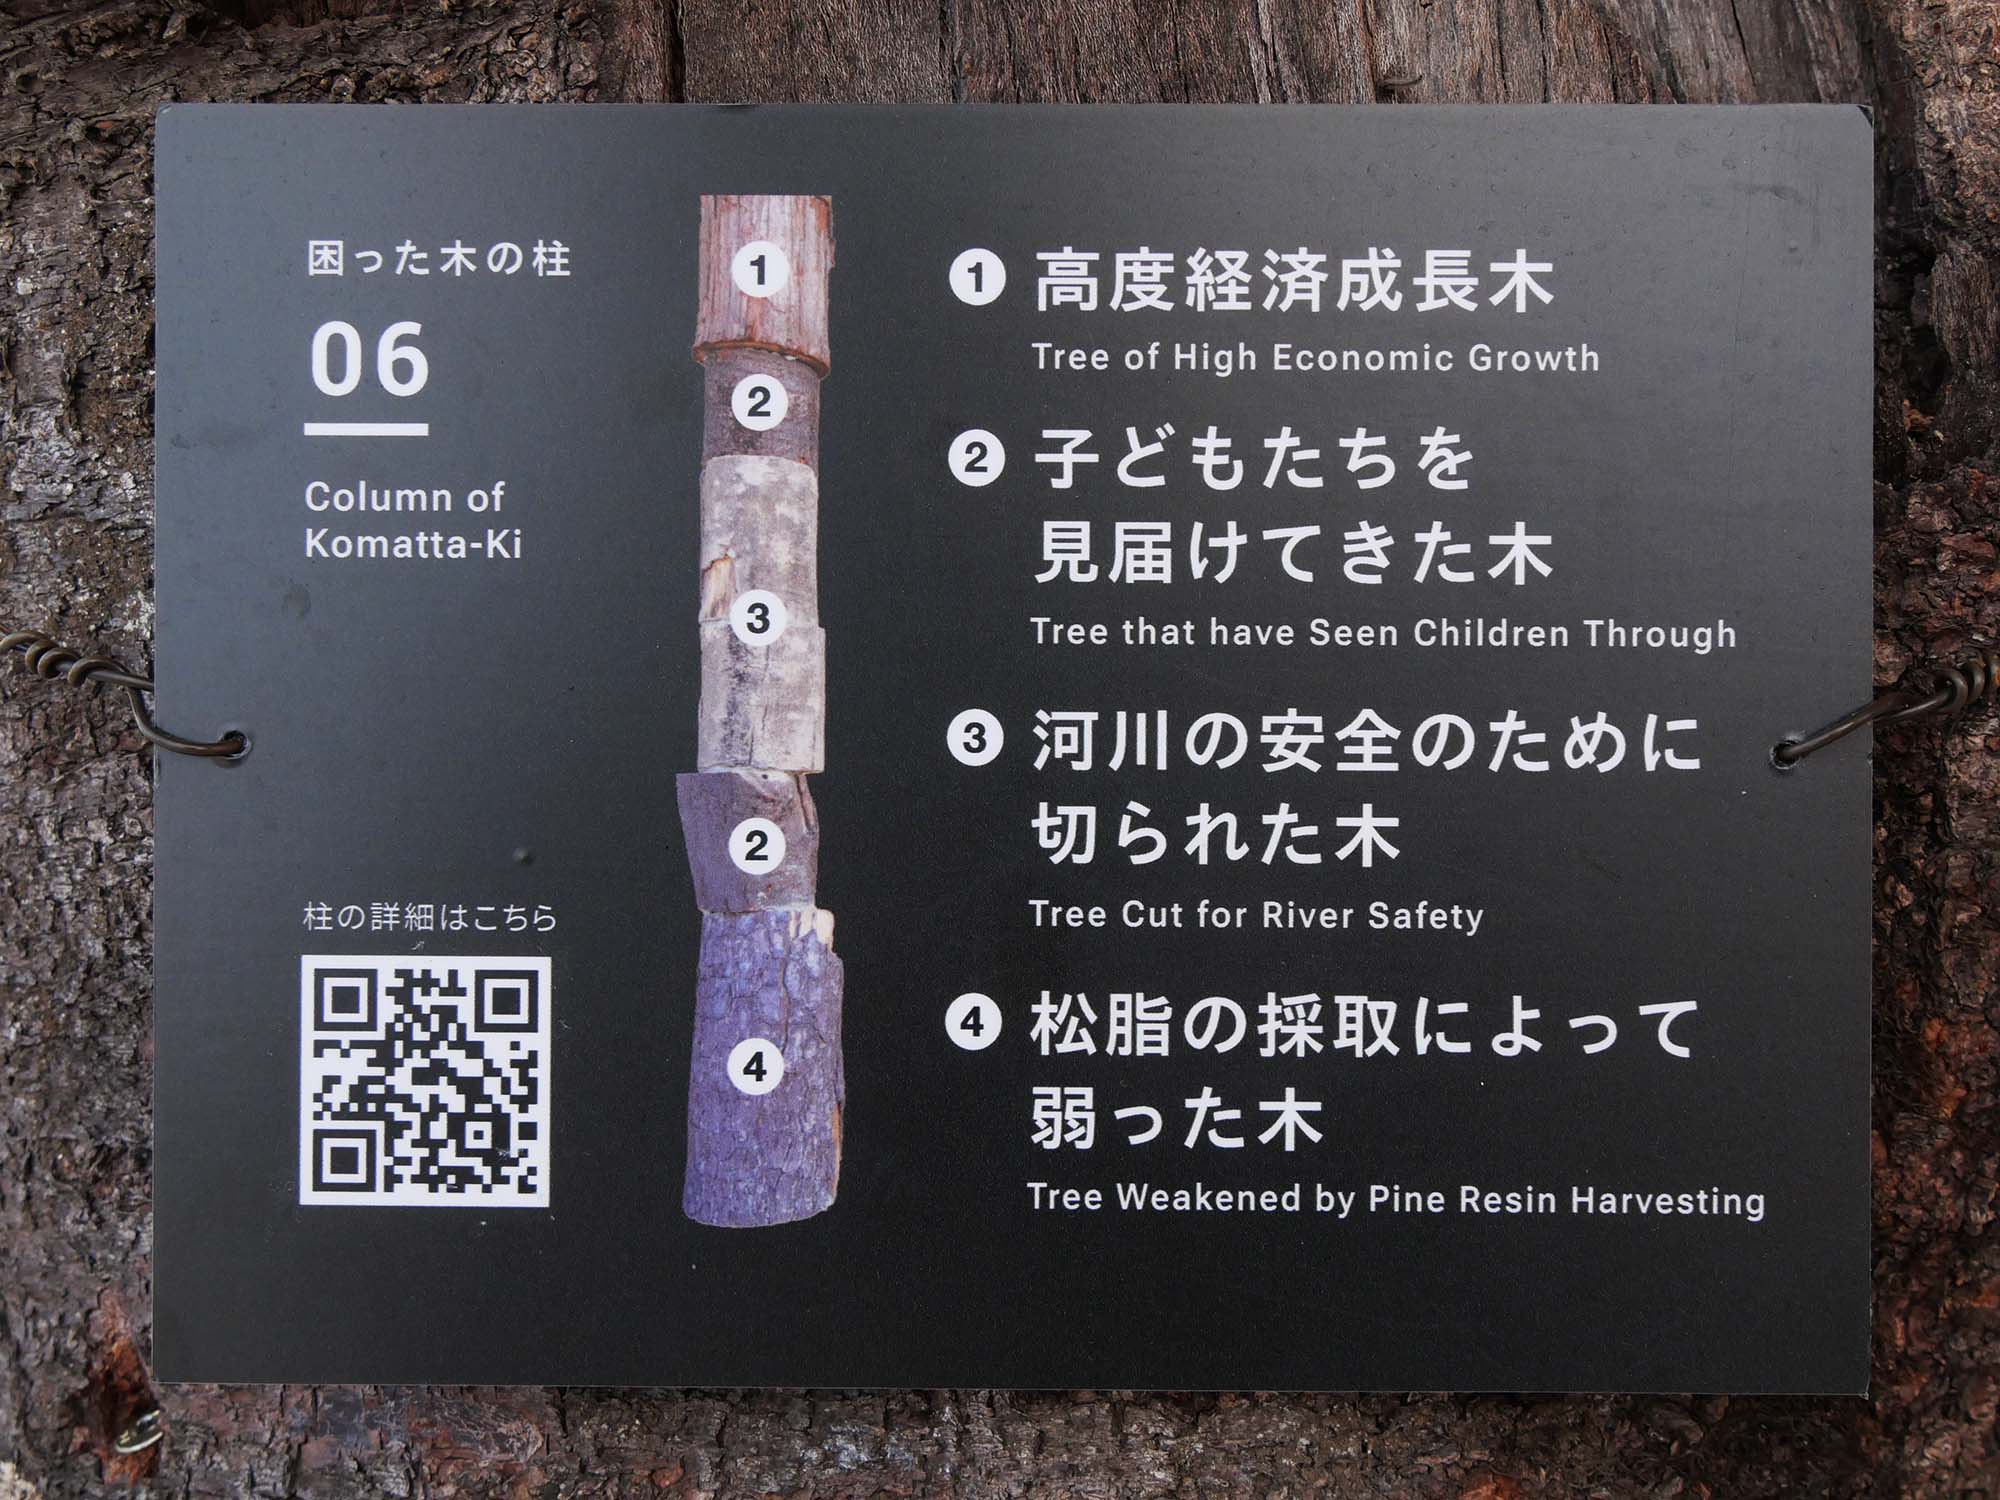 困った木の柱
06
Column of
Komatta-Ki
柱の詳細はこちら
1
2
3
2
4
1 高度経済成長木
Tree of High Economic Growth
2 子どもたちを
見届けてきた木
Tree that have Seen Children Through
3 河川の安全のために
切られた木
Tree Cut for River Safety
4 松脂の採取によって
弱った木
Tree Weakened by Pine Resin Harvesting